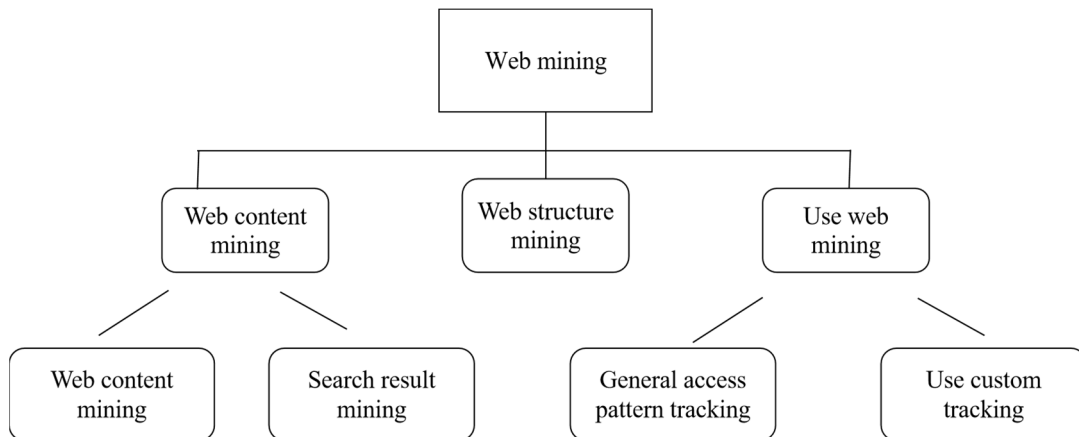 Web mining
Web content
mining
Web structure
mining
Use web
mining
Web content
mining
Search result
mining
General access
pattern tracking
Use custom
tracking